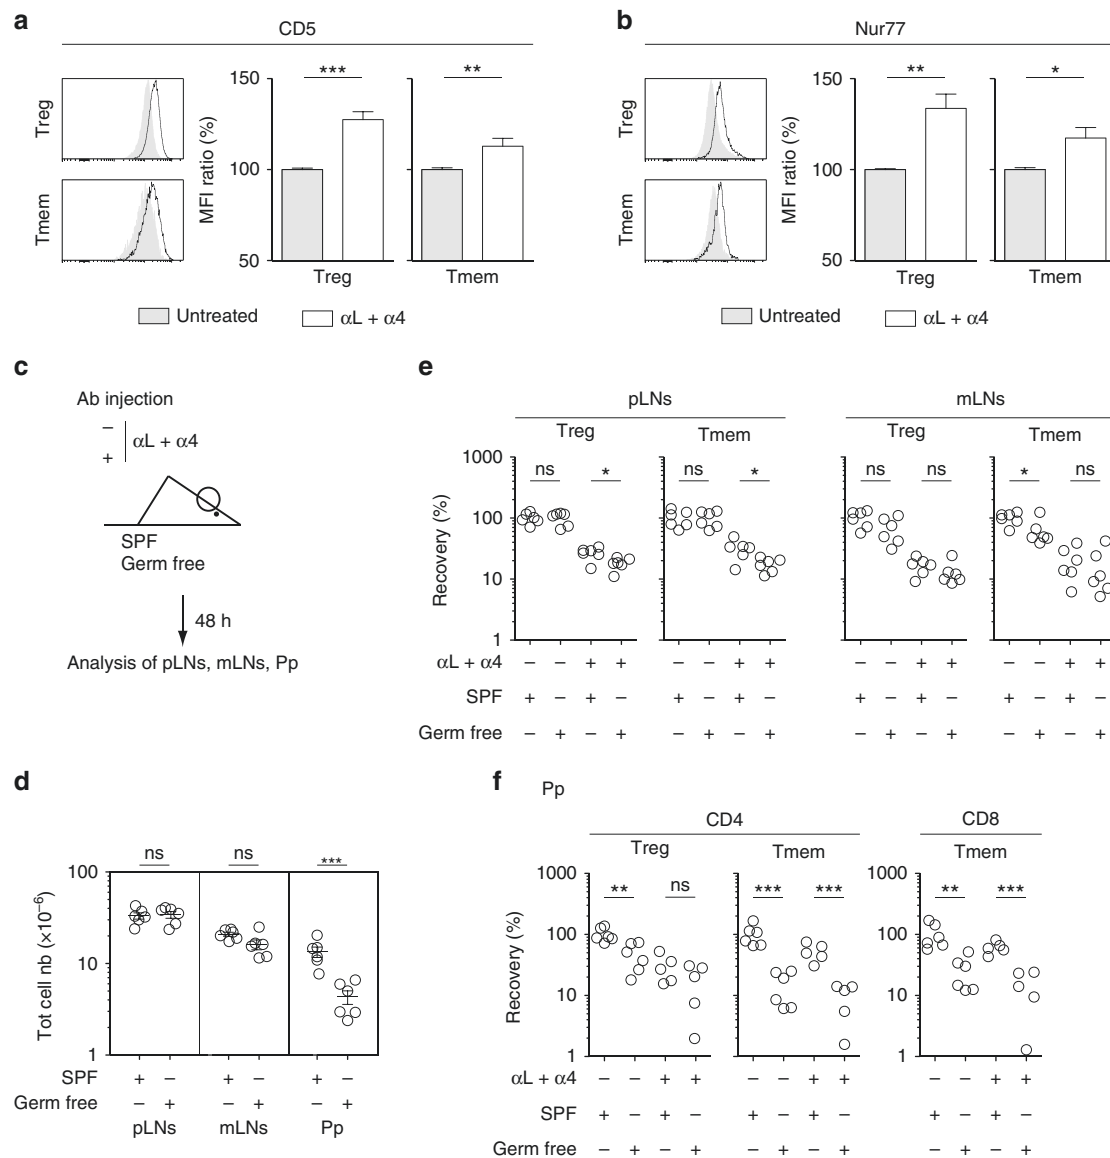 a
CD5
Treg
Tmem
MFI ratio (%)
150
100
50
***
**
Treg
Tmem
Untreated
αL + α4
b
Nur77
Treg
Tmem
MFI ratio (%)
150
100
50
**
*
Treg
Tmem
Untreated
αL + α4
c
Ab injection
–
+
αL + α4
SPF
Germ free
48 h
Analysis of pLNs, mLNs, Pp
e
pLNs
mLNs
Treg
Tmem
Treg
Tmem
Recovery (%)
1000
100
10
1
ns * ns * ns ns * ns
αL + α4 – – + + – – + + – – + + – – + +
SPF + – + – + – + – + – + – + – + –
Germ free – + – + – + – + – + – + – + – +
d
Tot cell nb (×10⁻⁶)
100
10
1
ns ns ***
SPF + – + – + –
Germ free – + – + – +
pLNs mLNs Pp
f
Pp
CD4
CD8
Treg
Tmem
Tmem
Recovery (%)
1000 1000
100 100
10 10
1 1
** ns *** *** ** ***
αL + α4 – – + + – – + + – – + +
SPF + – + – + – + – + – + –
Germ free – + – + – + – + – + – +